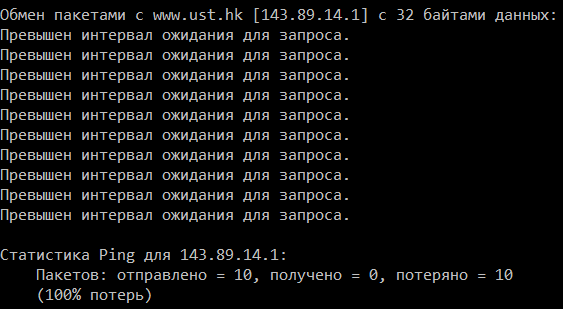 Обмен пакетами с www.ust.hk [143.89.14.1] с 32 байтами данных:
Превышен интервал ожидания для запроса.
Превышен интервал ожидания для запроса.
Превышен интервал ожидания для запроса.
Превышен интервал ожидания для запроса.
Превышен интервал ожидания для запроса.
Превышен интервал ожидания для запроса.
Превышен интервал ожидания для запроса.
Превышен интервал ожидания для запроса.
Превышен интервал ожидания для запроса.
Превышен интервал ожидания для запроса.
Статистика Ping для 143.89.14.1:
Пакетов: отправлено = 10, получено = 0, потеряно = 10
(100% потерь)